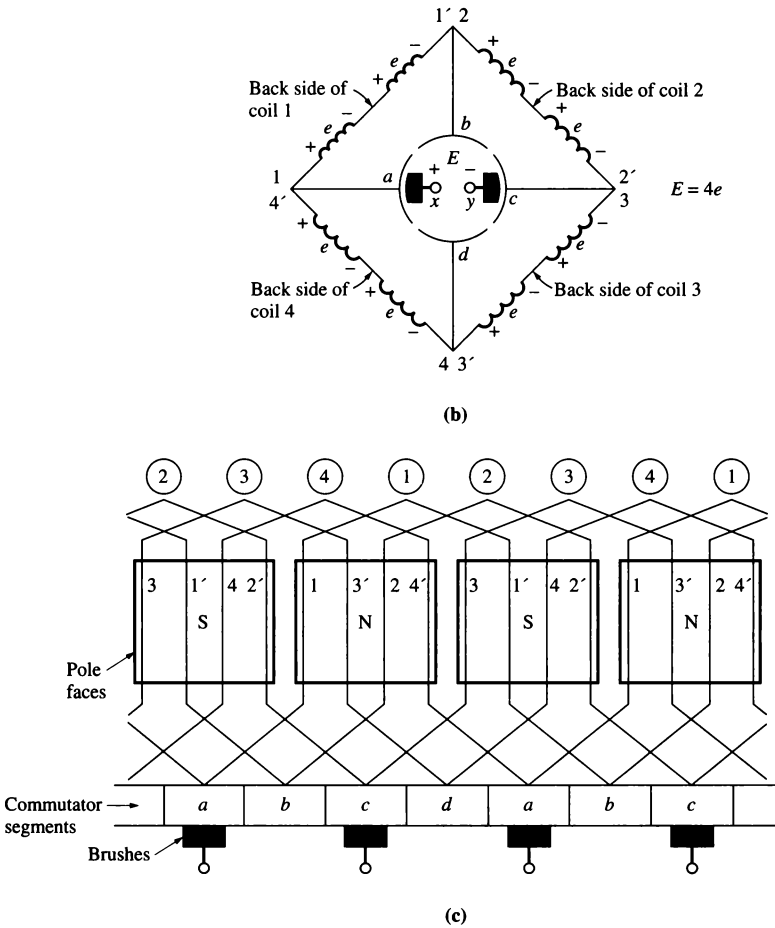 1´ 2
+ −
e
+ −
e
+ −
e
+ −
e
Back side of
coil 1
Back side of coil 2
b
E
+ −
a
x y
c
d
1
4´
2´
3
E = 4e
+ −
e
+ −
e
− +
e
− +
e
Back side of
coil 4
Back side of coil 3
4 3´
(b)
2 3 4 1 2 3 4 1
3 1´ 4 2´ 1 3´ 2 4´ 3 1´ 4 2´ 1 3´ 2 4´
S N S N
Pole
faces
Commutator
segments
a b c d a b c
Brushes
(c)